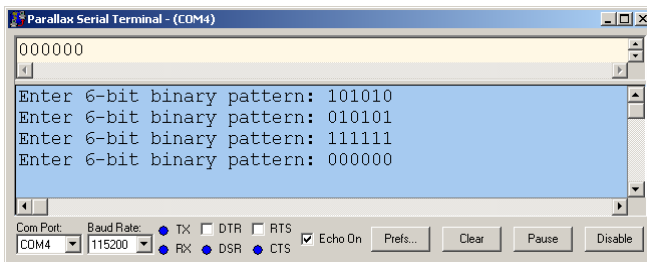 Parallax Serial Terminal - (COM4)
000000
Enter 6-bit binary pattern: 101010
Enter 6-bit binary pattern: 010101
Enter 6-bit binary pattern: 111111
Enter 6-bit binary pattern: 000000
Com Port: Baud Rate: TX DTR RTS
COM4 115200 RX DSR CTS Echo On Prefs... Clear Pause Disable